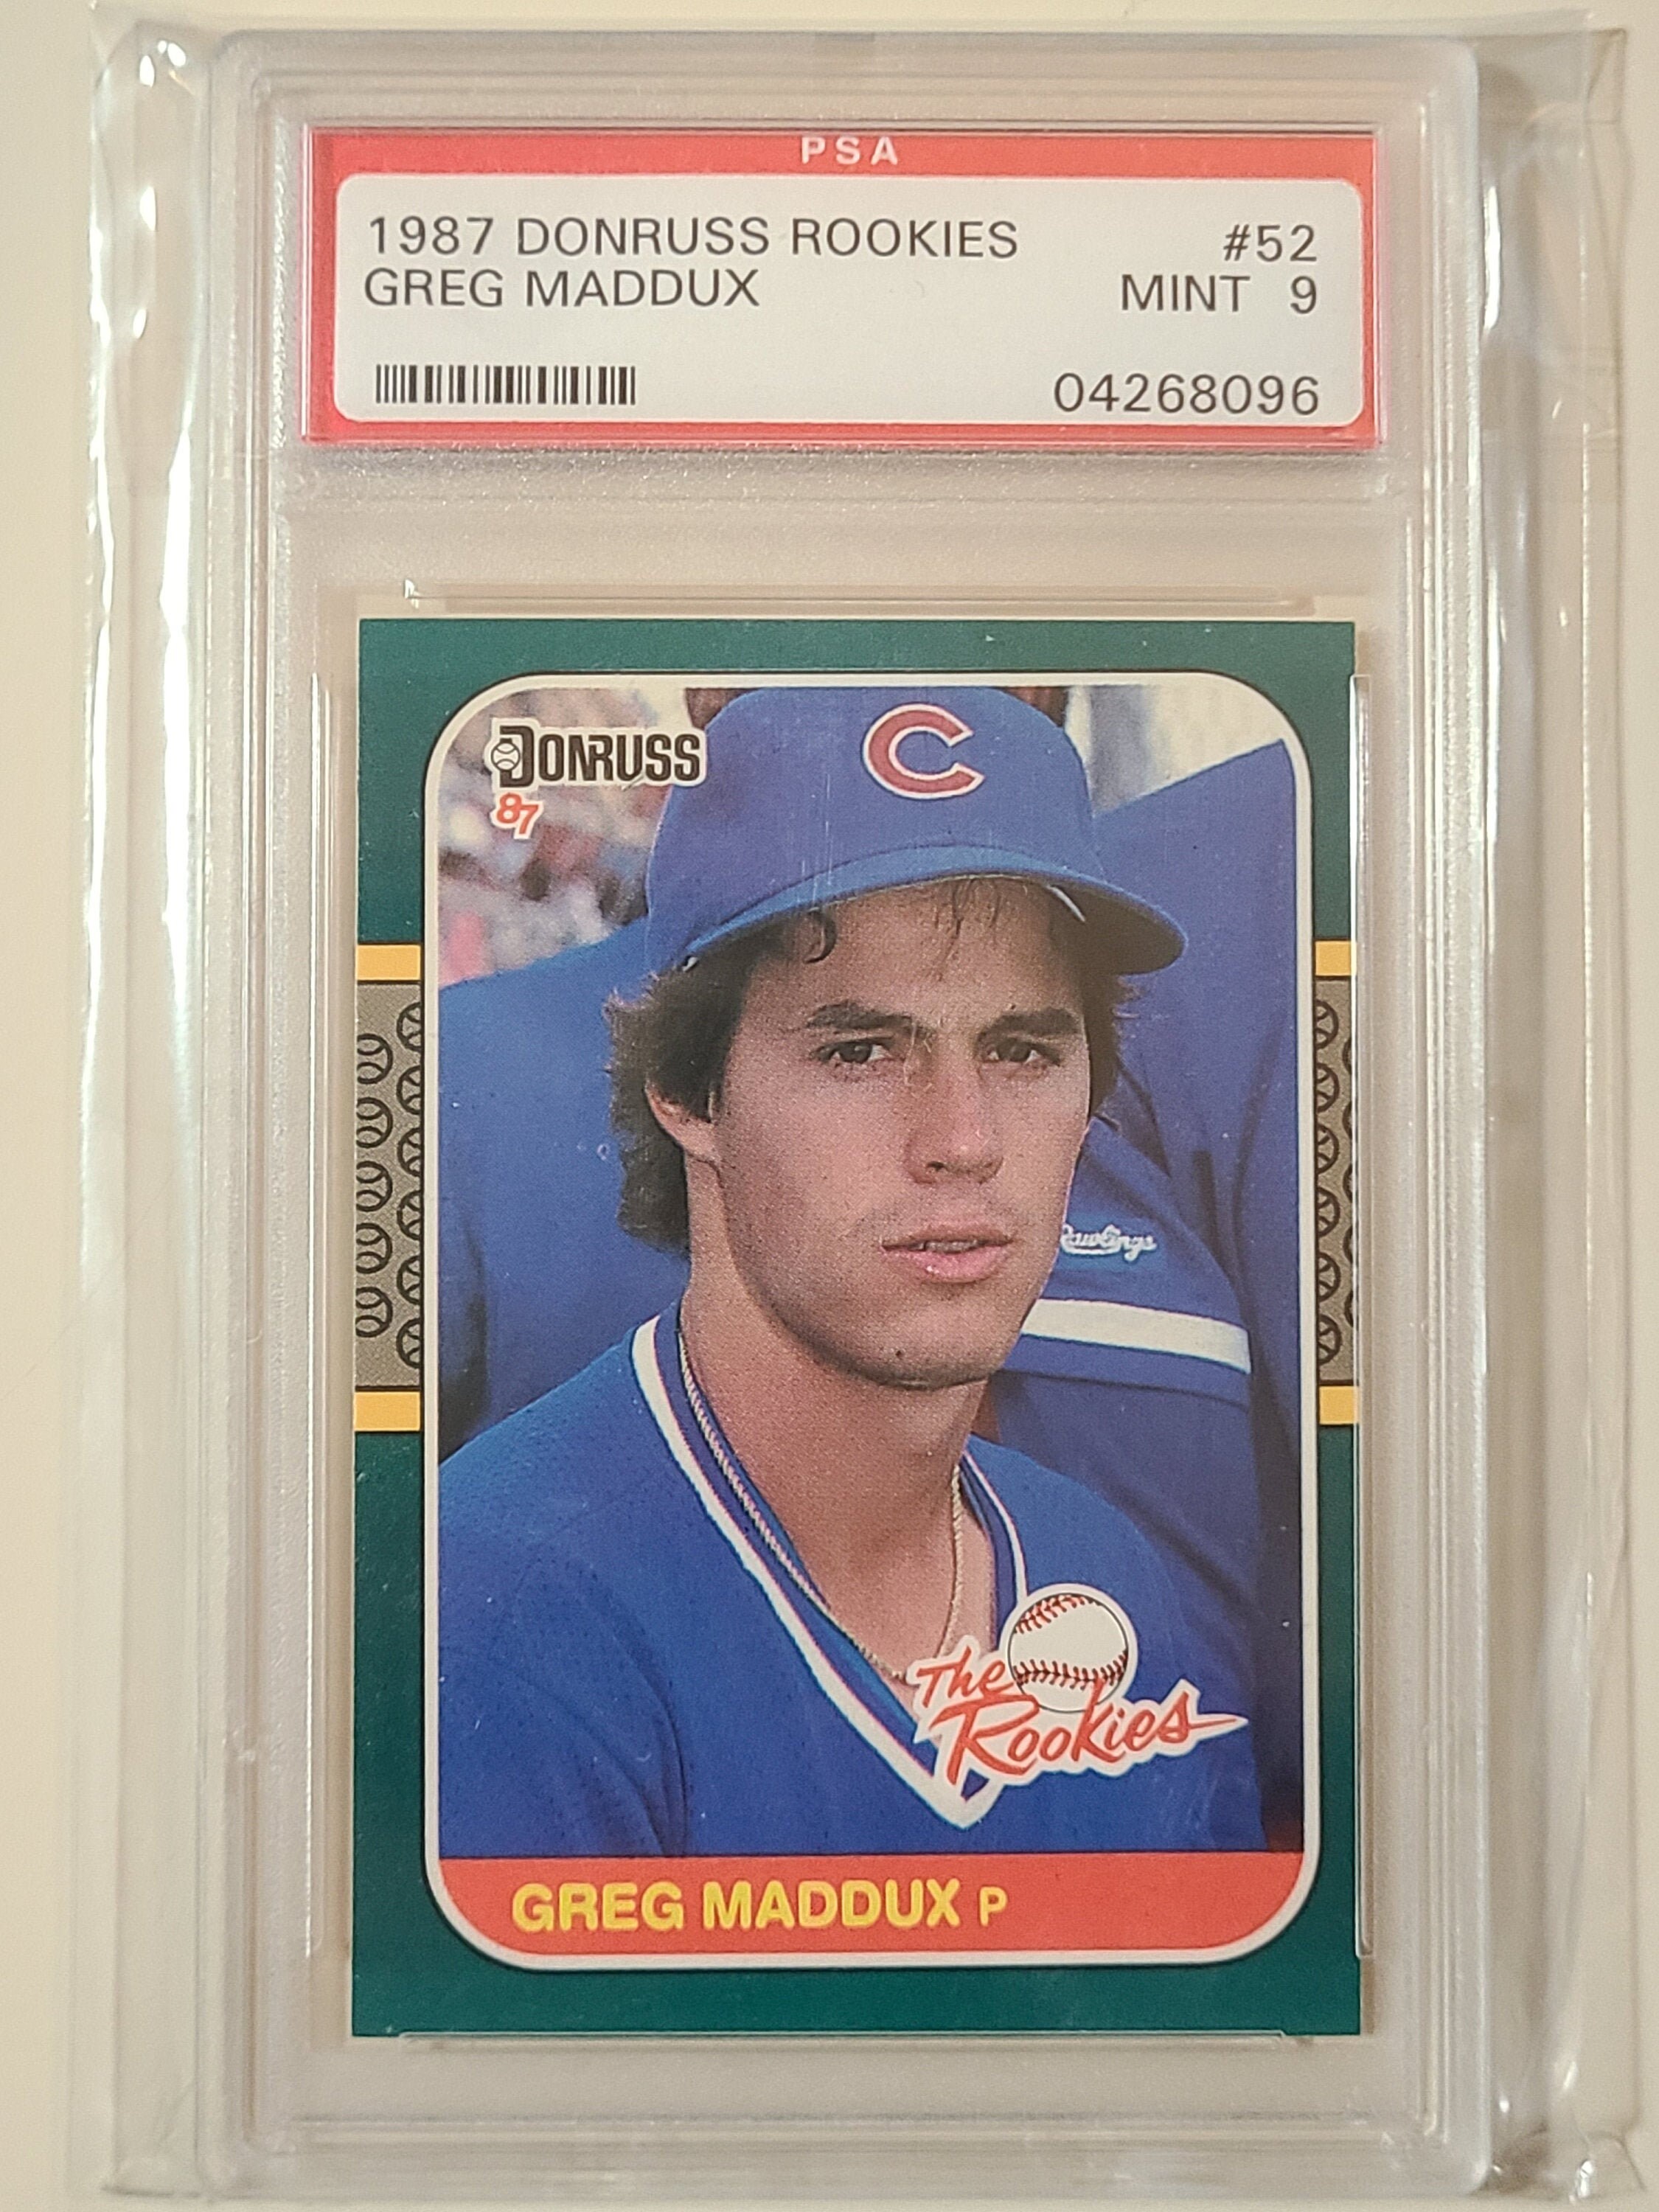 PSA
1987 DONRUSS ROOKIES #52
GREG MADDUX MINT 9
04268096
DONRUSS
87
C
Rawlings
The
Rookies
GREG MADDUX P